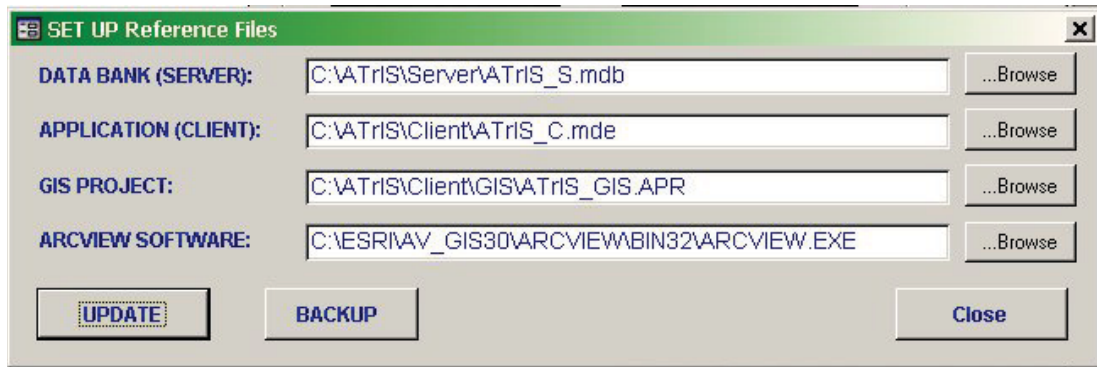 SET UP Reference Files
DATA BANK (SERVER): C:\ATrIS\Server\ATrIS_S.mdb ...Browse
APPLICATION (CLIENT): C:\ATrIS\Client\ATrIS_C.mde ...Browse
GIS PROJECT: C:\ATrIS\Client\GIS\ATrIS_GIS.APR ...Browse
ARCVIEW SOFTWARE: C:\ESRI\AV_GIS30\ARCVIEW\BIN32\ARCVIEW.EXE ...Browse
UPDATE BACKUP Close